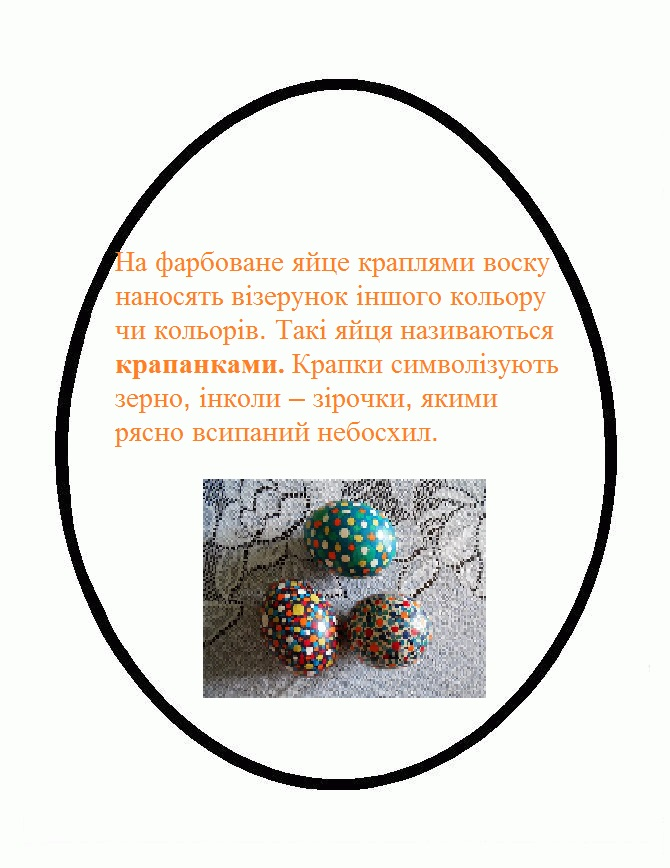 На фарбоване яйце краплями воску
наносять візерунок іншого кольору
чи кольорів. Такі яйця називаються
крапанками. Крапки символізують
зерно, інколи – зірочки, якими
рясно всипаний небосхил.